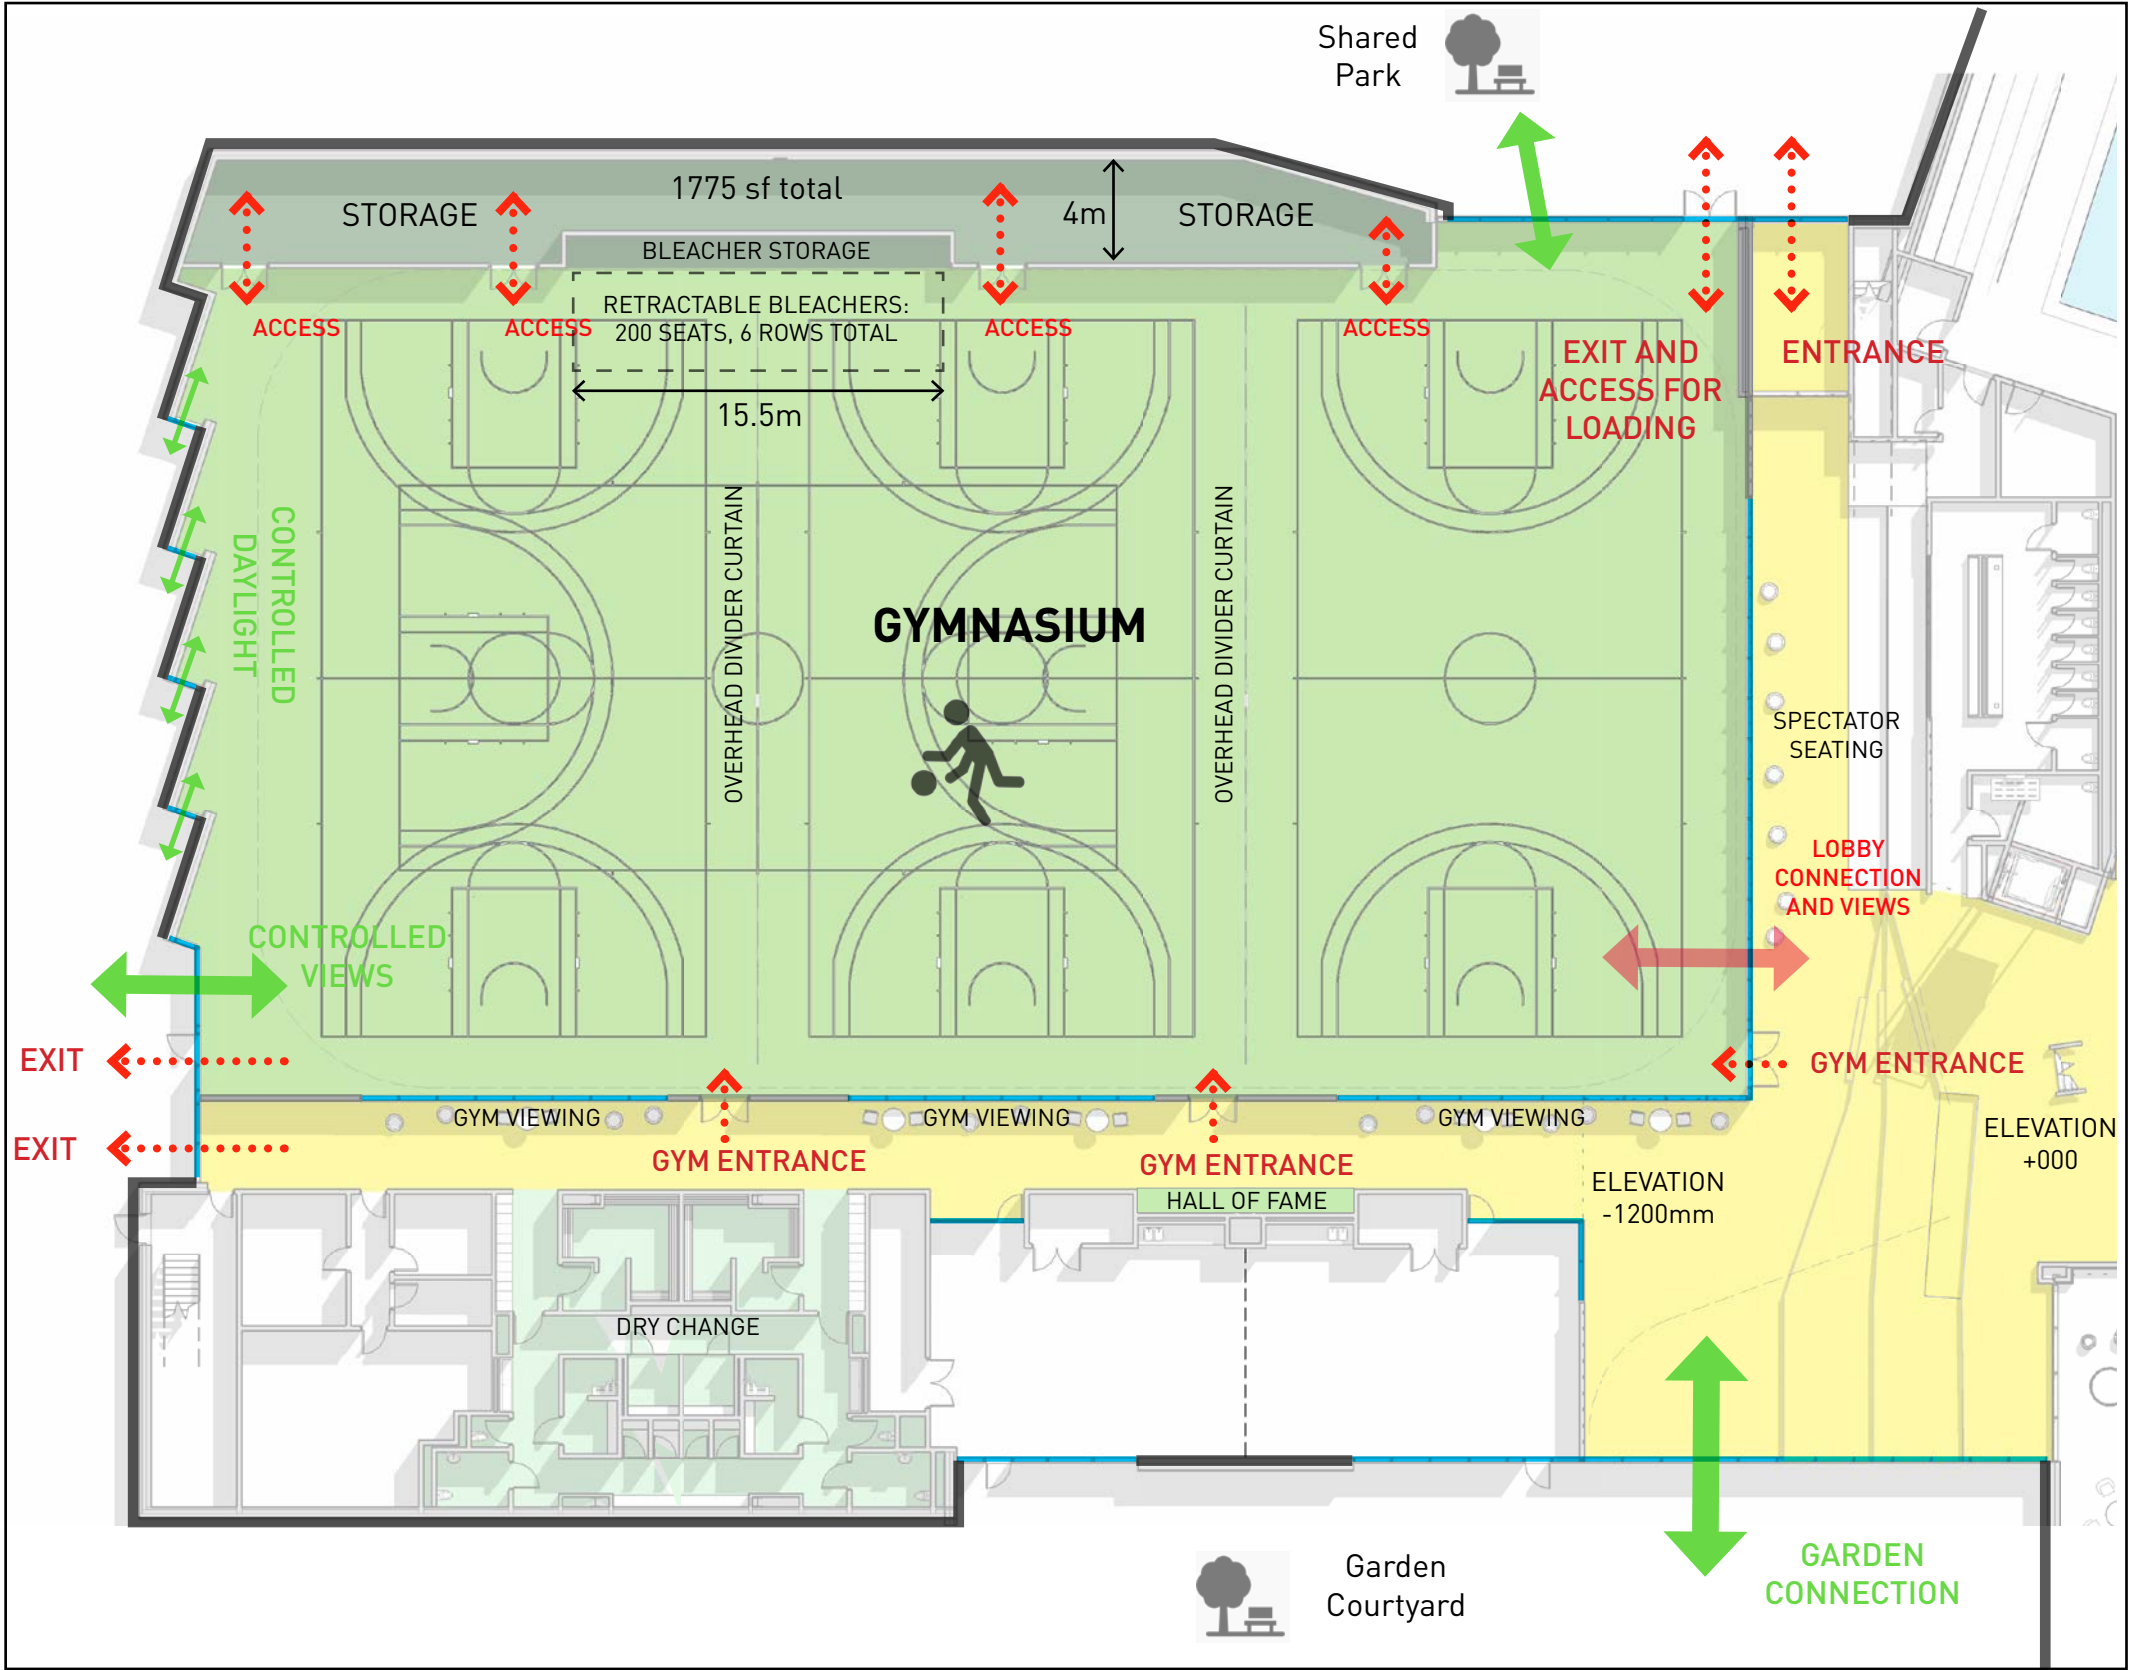 Shared
Park
1775 sf total
STORAGE
4m
STORAGE
BLEACHER STORAGE
RETRACTABLE BLEACHERS:
200 SEATS, 6 ROWS TOTAL
ACCESS
ACCESS
ACCESS
ACCESS
15.5m
EXIT AND
ACCESS FOR
LOADING
ENTRANCE
CONTROLLED
DAYLIGHT
OVERHEAD DIVIDER CURTAIN
GYMNASIUM
OVERHEAD DIVIDER CURTAIN
SPECTATOR
SEATING
LOBBY
CONNECTION
AND VIEWS
CONTROLLED
VIEWS
EXIT
GYM ENTRANCE
GYM VIEWING
GYM VIEWING
GYM VIEWING
EXIT
GYM ENTRANCE
GYM ENTRANCE
ELEVATION
+000
ELEVATION
-1200mm
HALL OF FAME
DRY CHANGE
Garden
Courtyard
GARDEN
CONNECTION